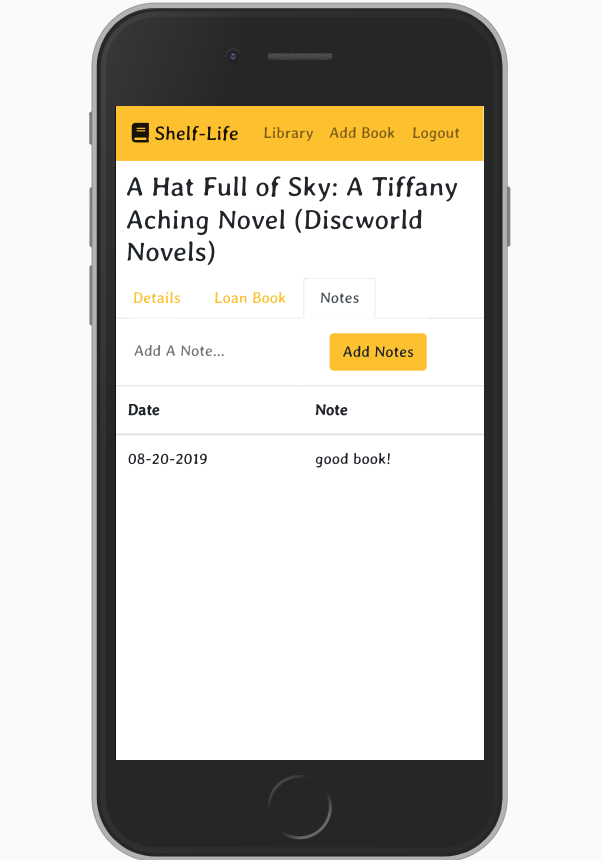 Shelf-Life Library Add Book Logout
A Hat Full of Sky: A Tiffany
Aching Novel (Discworld
Novels)
Details Loan Book Notes
Add A Note... Add Notes
Date Note
08-20-2019 good book!